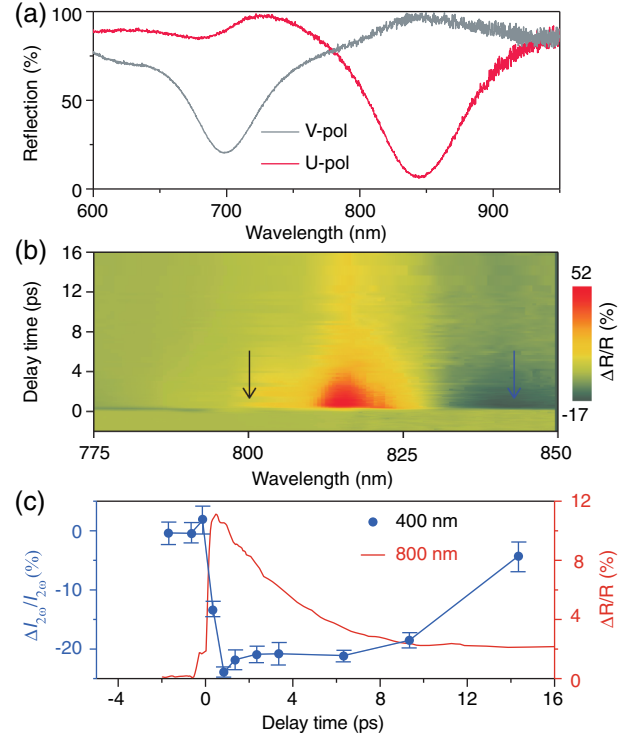 (a)
100
50
0
Reflection (%)
V-pol
U-pol
600
700
800
900
Wavelength (nm)
(b)
16
12
8
4
0
Delay time (ps)
775
800
825
850
Wavelength (nm)
52
-17
ΔR/R (%)
(c)
0
-10
-20
ΔI2ω/I2ω (%)
400 nm
800 nm
12
8
4
0
ΔR/R (%)
-4
0
4
8
12
16
Delay time (ps)